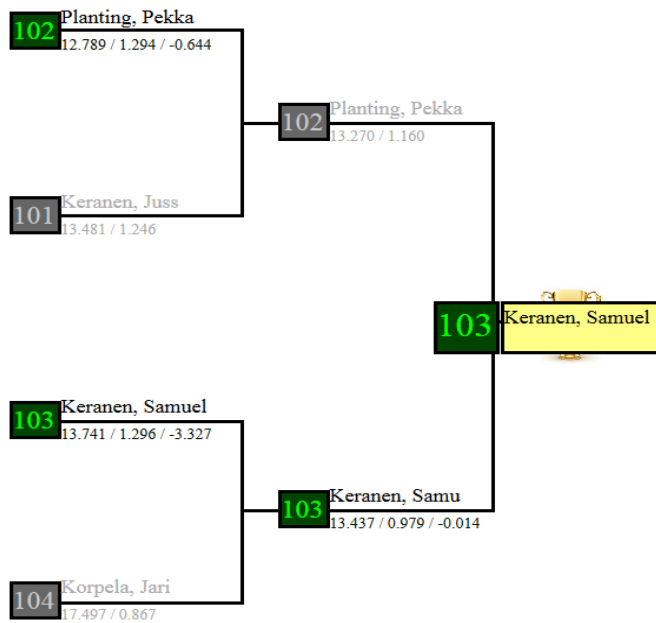 102 Planting, Pekka
12.789 / 1.294 / -0.644
102 Planting, Pekka
13.270 / 1.160
101 Keranen, Juss
13.481 / 1.246
103 Keranen, Samuel
103 Keranen, Samuel
13.741 / 1.296 / -3.327
103 Keranen, Samu
13.437 / 0.979 / -0.014
104 Korpela, Jari
17.497 / 0.867